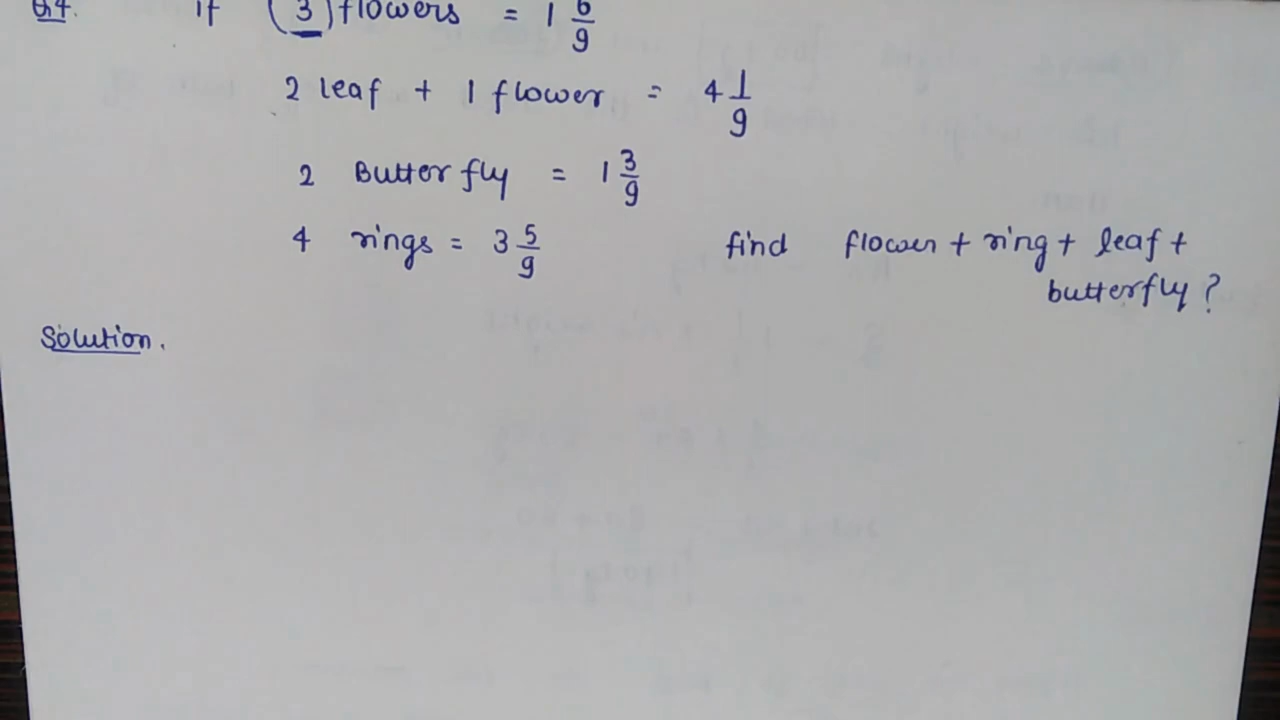 Q4. If (3) flowers = 1 6/9
2 leaf + 1 flower = 4 1/9
2 Butterfly = 1 3/9
4 rings = 3 5/9 find flower + ring + leaf +
butterfly?
Solution.